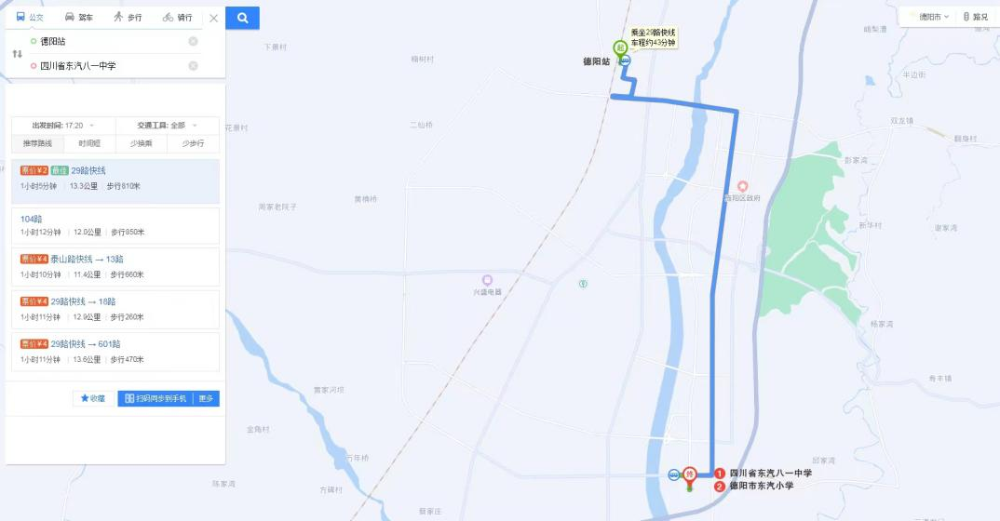 公交 驾车 步行 骑行
德阳站
四川省东汽八一中学
出发时间: 17:20 交通工具: 全部
推荐路线 时间短 少换乘 少步行
票价¥2 最佳 29路快线
1小时5分钟 | 13.3公里 | 步行810米
104路
1小时12分钟 | 12.0公里 | 步行850米
票价¥4 泰山路快线 → 13路
1小时10分钟 | 11.4公里 | 步行660米
票价¥4 29路快线 → 18路
1小时11分钟 | 12.9公里 | 步行260米
票价¥4 29路快线 → 601路
1小时11分钟 | 13.6公里 | 步行470米
收藏 扫码同步到手机 更多
德阳市 路况
乘坐29路快线
车程约43分钟
起
德阳站
下景村
楠树村
花景村
二仙桥
半边街
双龙镇
翻身村
彭家湾
黄楠桥
周家老院子
旌阳区政府
新华村
谢家湾
兴盛电器
杨家湾
寿丰镇
黄家河坝
金角村
万年桥
陈家湾
方碑村
蔡家庄
邱家湾
终
1 四川省东汽八一中学
2 德阳市东汽小学